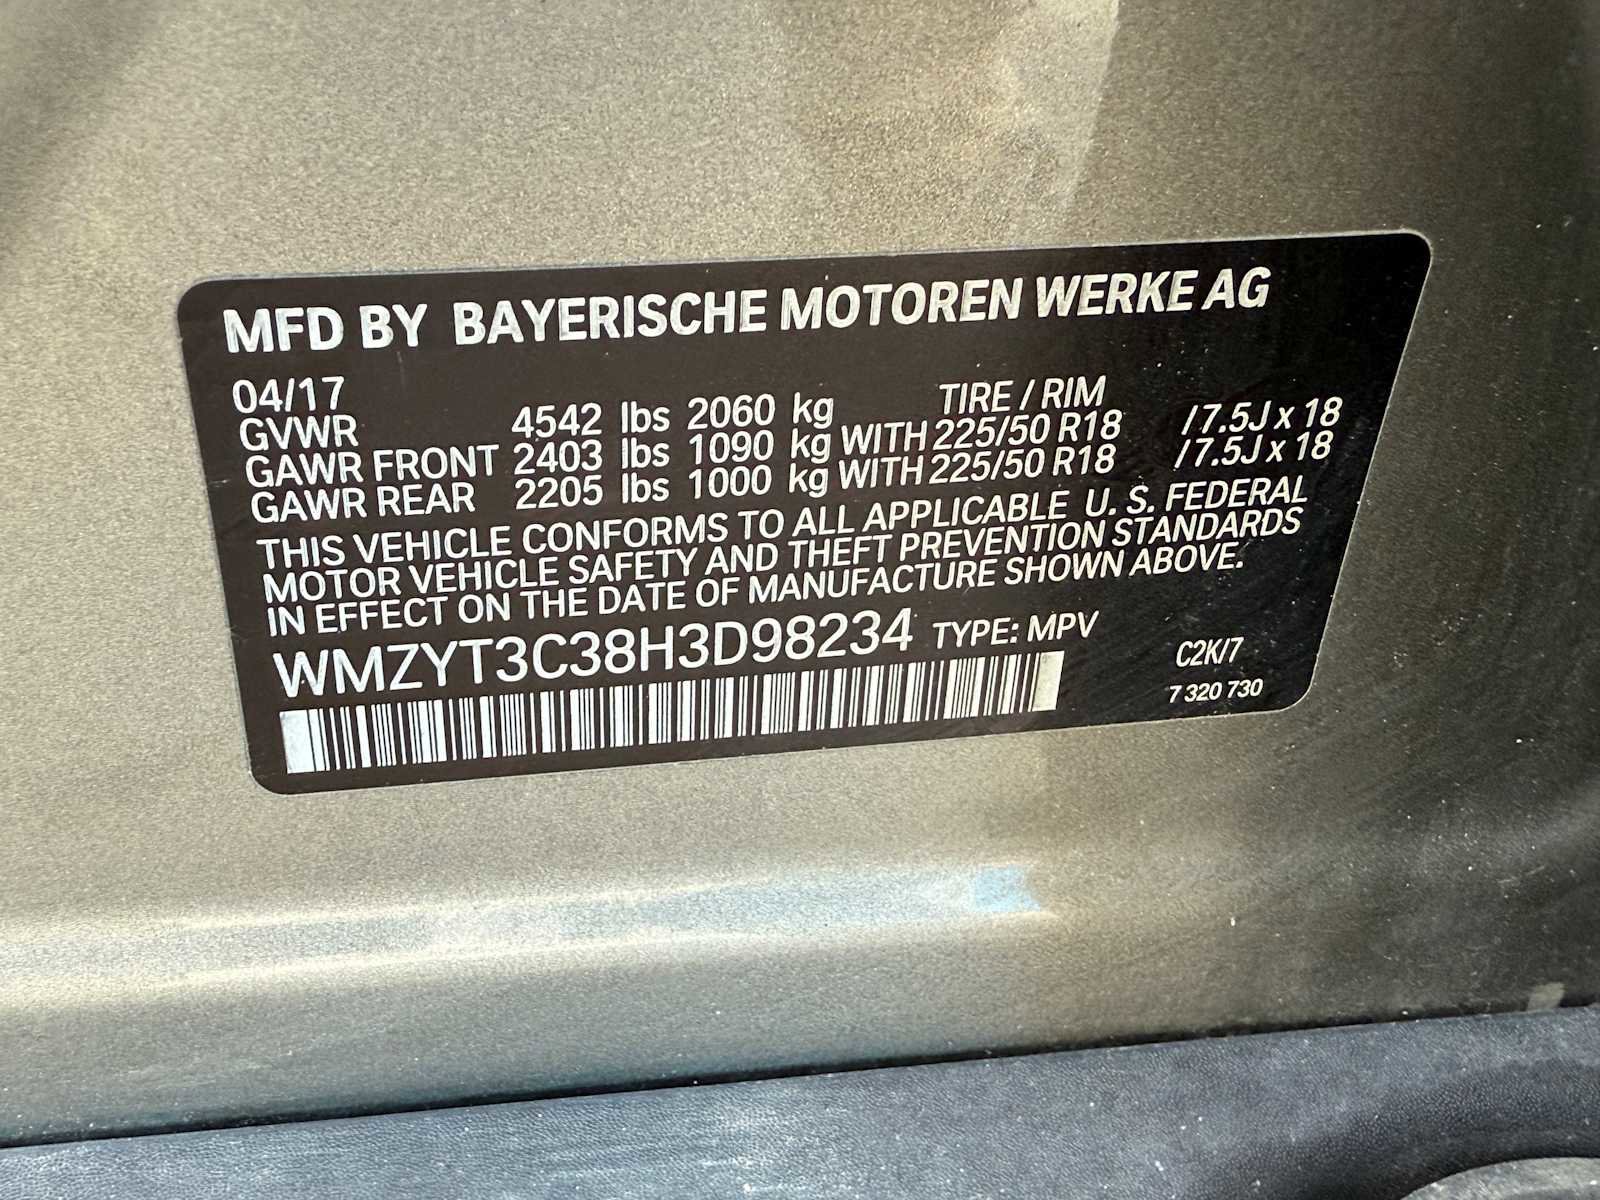 MFD BY BAYERISCHE MOTOREN WERKE AG
04/17 TIRE / RIM
GVWR 4542 lbs 2060 kg
GAWR FRONT 2403 lbs 1090 kg WITH 225/50 R18 /7.5J x 18
GAWR REAR 2205 lbs 1000 kg WITH 225/50 R18 /7.5J x 18
THIS VEHICLE CONFORMS TO ALL APPLICABLE U. S. FEDERAL
MOTOR VEHICLE SAFETY AND THEFT PREVENTION STANDARDS
IN EFFECT ON THE DATE OF MANUFACTURE SHOWN ABOVE.
WMZYT3C38H3D98234 TYPE: MPV
C2K/7
7 320 730